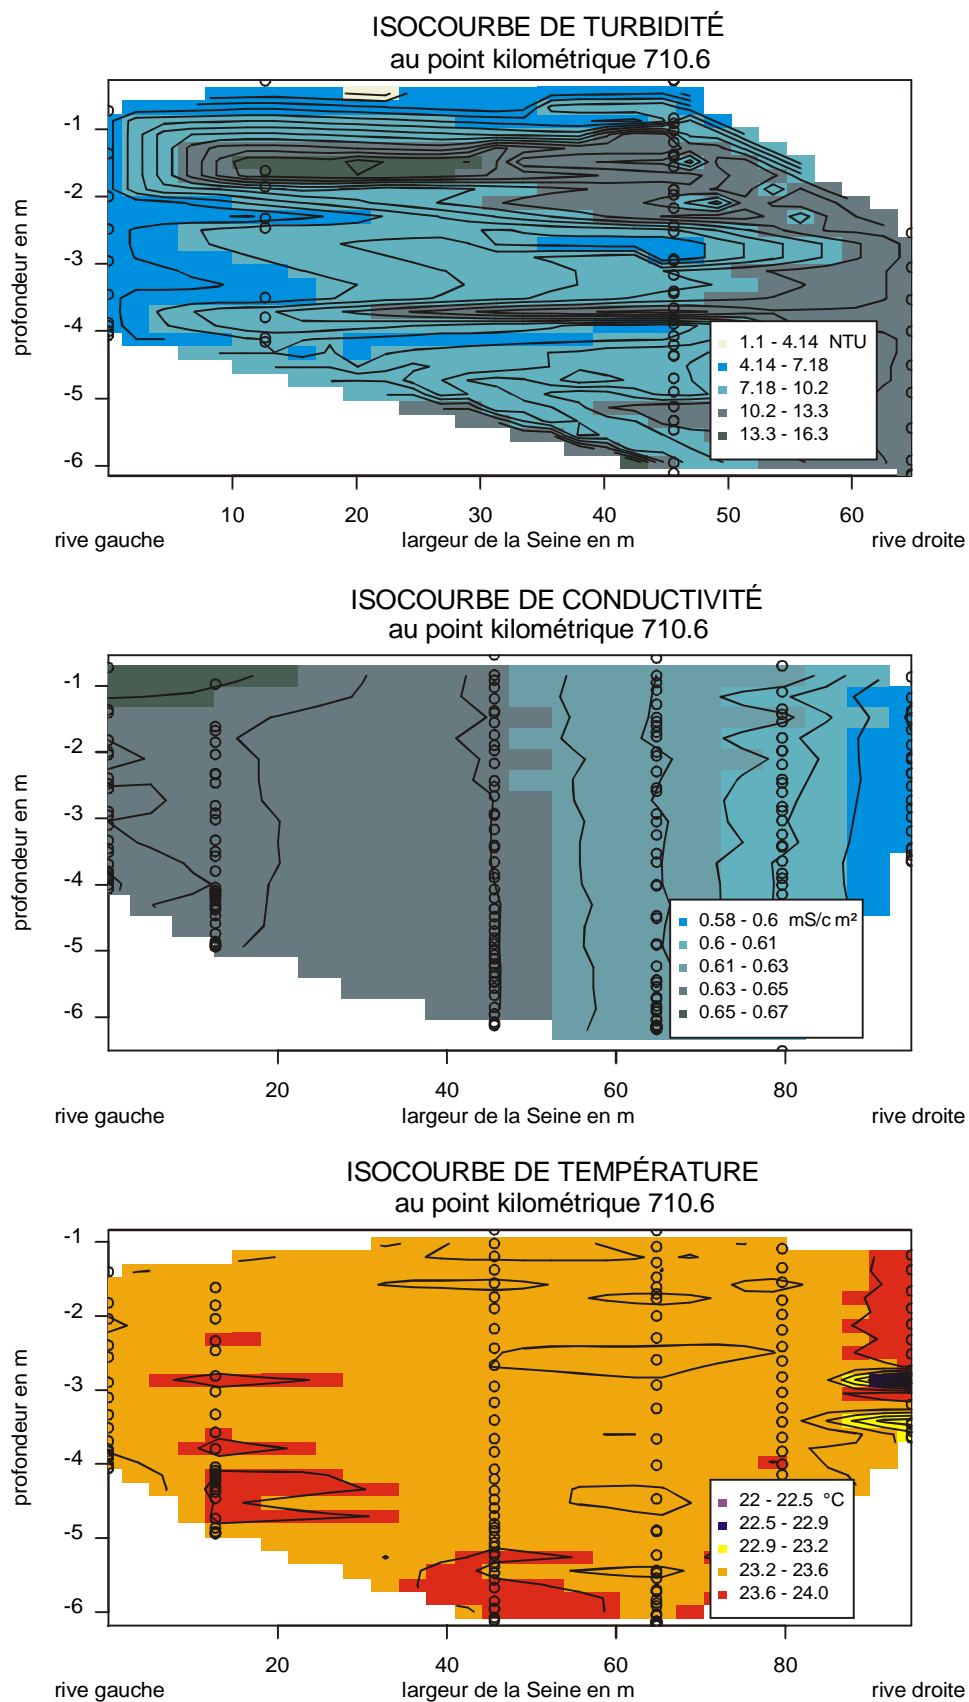 ISOCOURBE DE TURBIDITÉ
au point kilométrique 710.6
profondeur en m
-1
-2
-3
-4
-5
-6
1.1 - 4.14 NTU
4.14 - 7.18
7.18 - 10.2
10.2 - 13.3
13.3 - 16.3
10 20 30 40 50 60
rive gauche largeur de la Seine en m rive droite
ISOCOURBE DE CONDUCTIVITÉ
au point kilométrique 710.6
profondeur en m
-1
-2
-3
-4
-5
-6
0.58 - 0.6 mS/cm²
0.6 - 0.61
0.61 - 0.63
0.63 - 0.65
0.65 - 0.67
20 40 60 80
rive gauche largeur de la Seine en m rive droite
ISOCOURBE DE TEMPÉRATURE
au point kilométrique 710.6
profondeur en m
-1
-2
-3
-4
-5
-6
22 - 22.5 °C
22.5 - 22.9
22.9 - 23.2
23.2 - 23.6
23.6 - 24.0
20 40 60 80
rive gauche largeur de la Seine en m rive droite